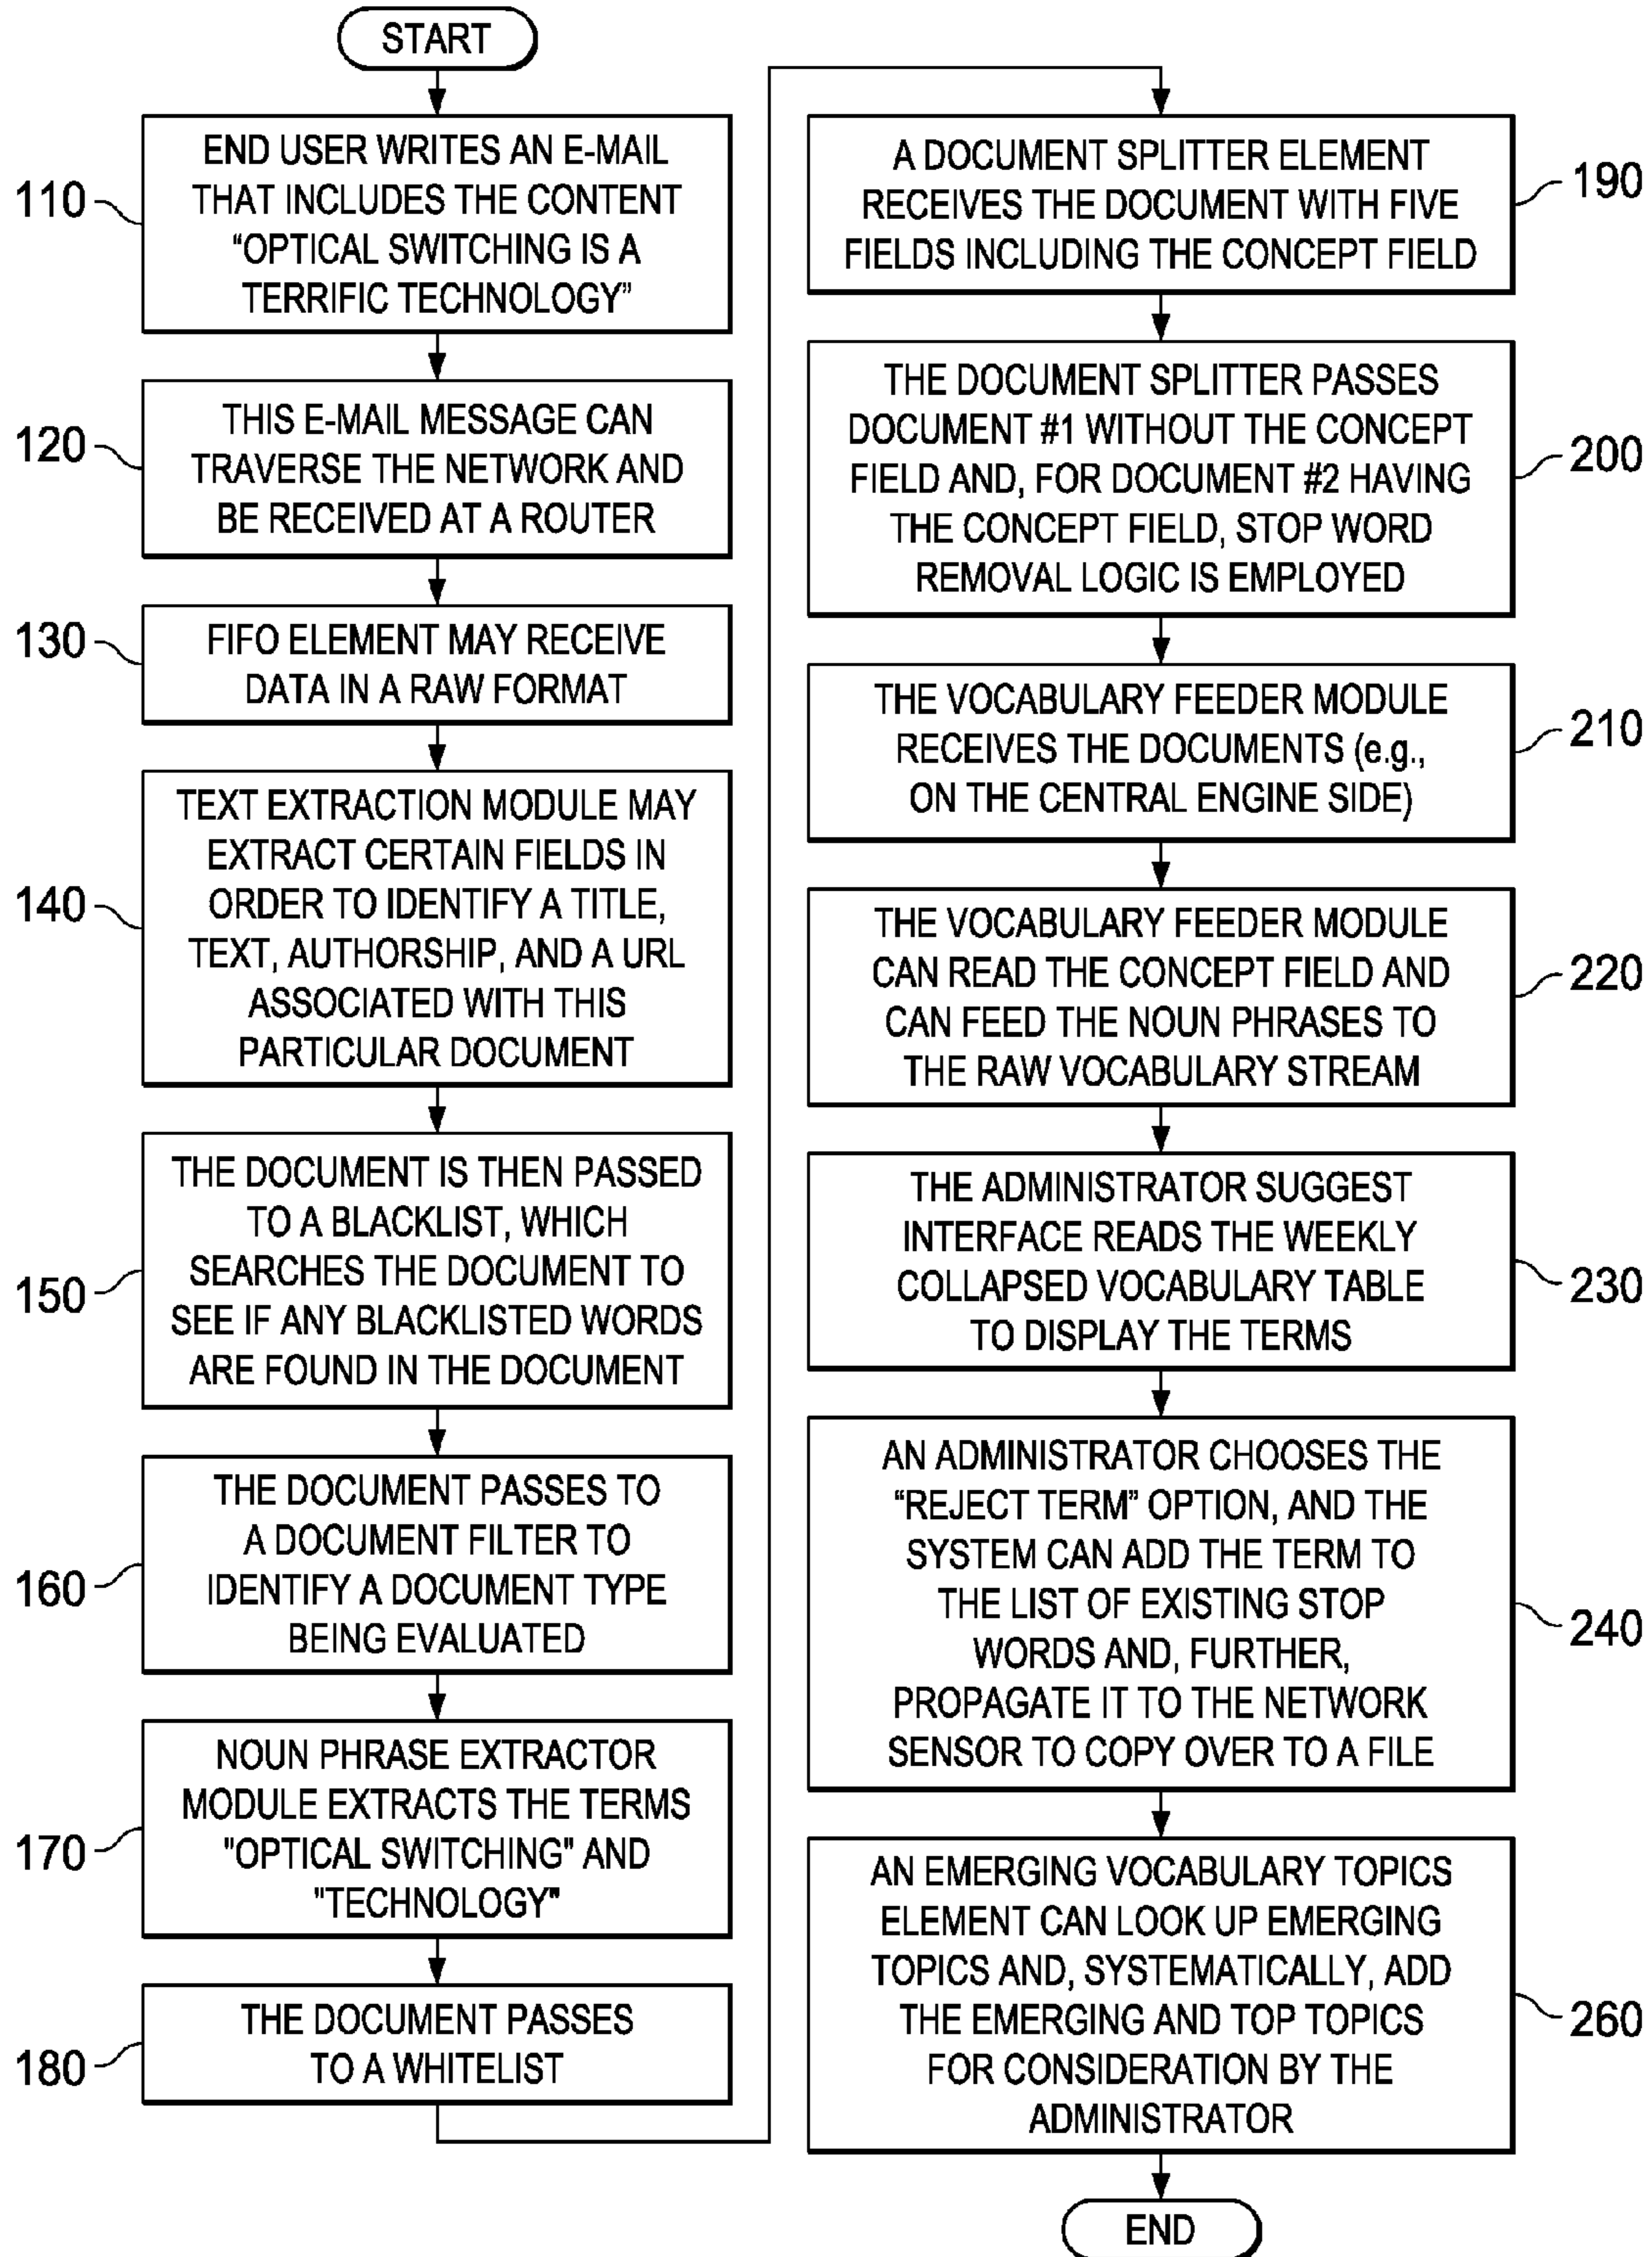 START
110
END USER WRITES AN E-MAIL
THAT INCLUDES THE CONTENT
“OPTICAL SWITCHING IS A
TERRIFIC TECHNOLOGY”
120
THIS E-MAIL MESSAGE CAN
TRAVERSE THE NETWORK AND
BE RECEIVED AT A ROUTER
130
FIFO ELEMENT MAY RECEIVE
DATA IN A RAW FORMAT
140
TEXT EXTRACTION MODULE MAY
EXTRACT CERTAIN FIELDS IN
ORDER TO IDENTIFY A TITLE,
TEXT, AUTHORSHIP, AND A URL
ASSOCIATED WITH THIS
PARTICULAR DOCUMENT
150
THE DOCUMENT IS THEN PASSED
TO A BLACKLIST, WHICH
SEARCHES THE DOCUMENT TO
SEE IF ANY BLACKLISTED WORDS
ARE FOUND IN THE DOCUMENT
160
THE DOCUMENT PASSES TO
A DOCUMENT FILTER TO
IDENTIFY A DOCUMENT TYPE
BEING EVALUATED
170
NOUN PHRASE EXTRACTOR
MODULE EXTRACTS THE TERMS
"OPTICAL SWITCHING" AND
"TECHNOLOGY"
180
THE DOCUMENT PASSES
TO A WHITELIST
A DOCUMENT SPLITTER ELEMENT
RECEIVES THE DOCUMENT WITH FIVE
FIELDS INCLUDING THE CONCEPT FIELD
190
THE DOCUMENT SPLITTER PASSES
DOCUMENT #1 WITHOUT THE CONCEPT
FIELD AND, FOR DOCUMENT #2 HAVING
THE CONCEPT FIELD, STOP WORD
REMOVAL LOGIC IS EMPLOYED
200
THE VOCABULARY FEEDER MODULE
RECEIVES THE DOCUMENTS (e.g.,
ON THE CENTRAL ENGINE SIDE)
210
THE VOCABULARY FEEDER MODULE
CAN READ THE CONCEPT FIELD AND
CAN FEED THE NOUN PHRASES TO
THE RAW VOCABULARY STREAM
220
THE ADMINISTRATOR SUGGEST
INTERFACE READS THE WEEKLY
COLLAPSED VOCABULARY TABLE
TO DISPLAY THE TERMS
230
AN ADMINISTRATOR CHOOSES THE
“REJECT TERM” OPTION, AND THE
SYSTEM CAN ADD THE TERM TO
THE LIST OF EXISTING STOP
WORDS AND, FURTHER,
PROPAGATE IT TO THE NETWORK
SENSOR TO COPY OVER TO A FILE
240
AN EMERGING VOCABULARY TOPICS
ELEMENT CAN LOOK UP EMERGING
TOPICS AND, SYSTEMATICALLY, ADD
THE EMERGING AND TOP TOPICS
FOR CONSIDERATION BY THE
ADMINISTRATOR
260
END